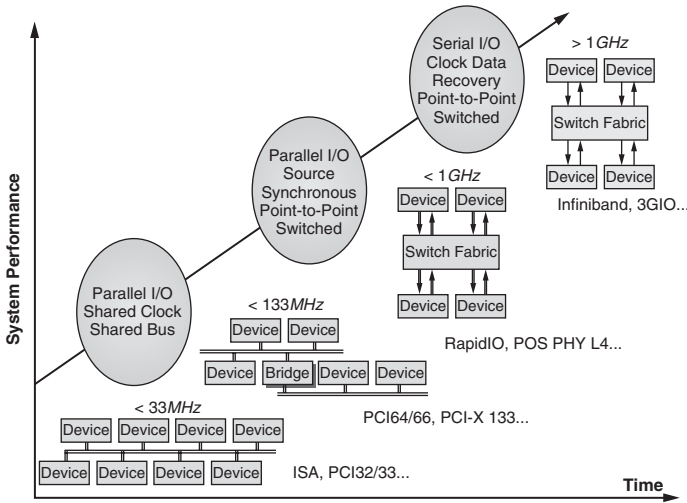 Serial I/O
Clock Data
Recovery
Point-to-Point
Switched
> 1GHz
Device Device
Switch Fabric
Device Device
Infiniband, 3GIO...
Parallel I/O
Source
Synchronous
Point-to-Point
Switched
< 1GHz
Device Device
Switch Fabric
Device Device
RapidIO, POS PHY L4...
Parallel I/O
Shared Clock
Shared Bus
< 133MHz
Device Device
Device Bridge Device Device
PCI64/66, PCI-X 133...
< 33MHz
Device Device Device Device
Device Device Device Device
ISA, PCI32/33...
System Performance
Time